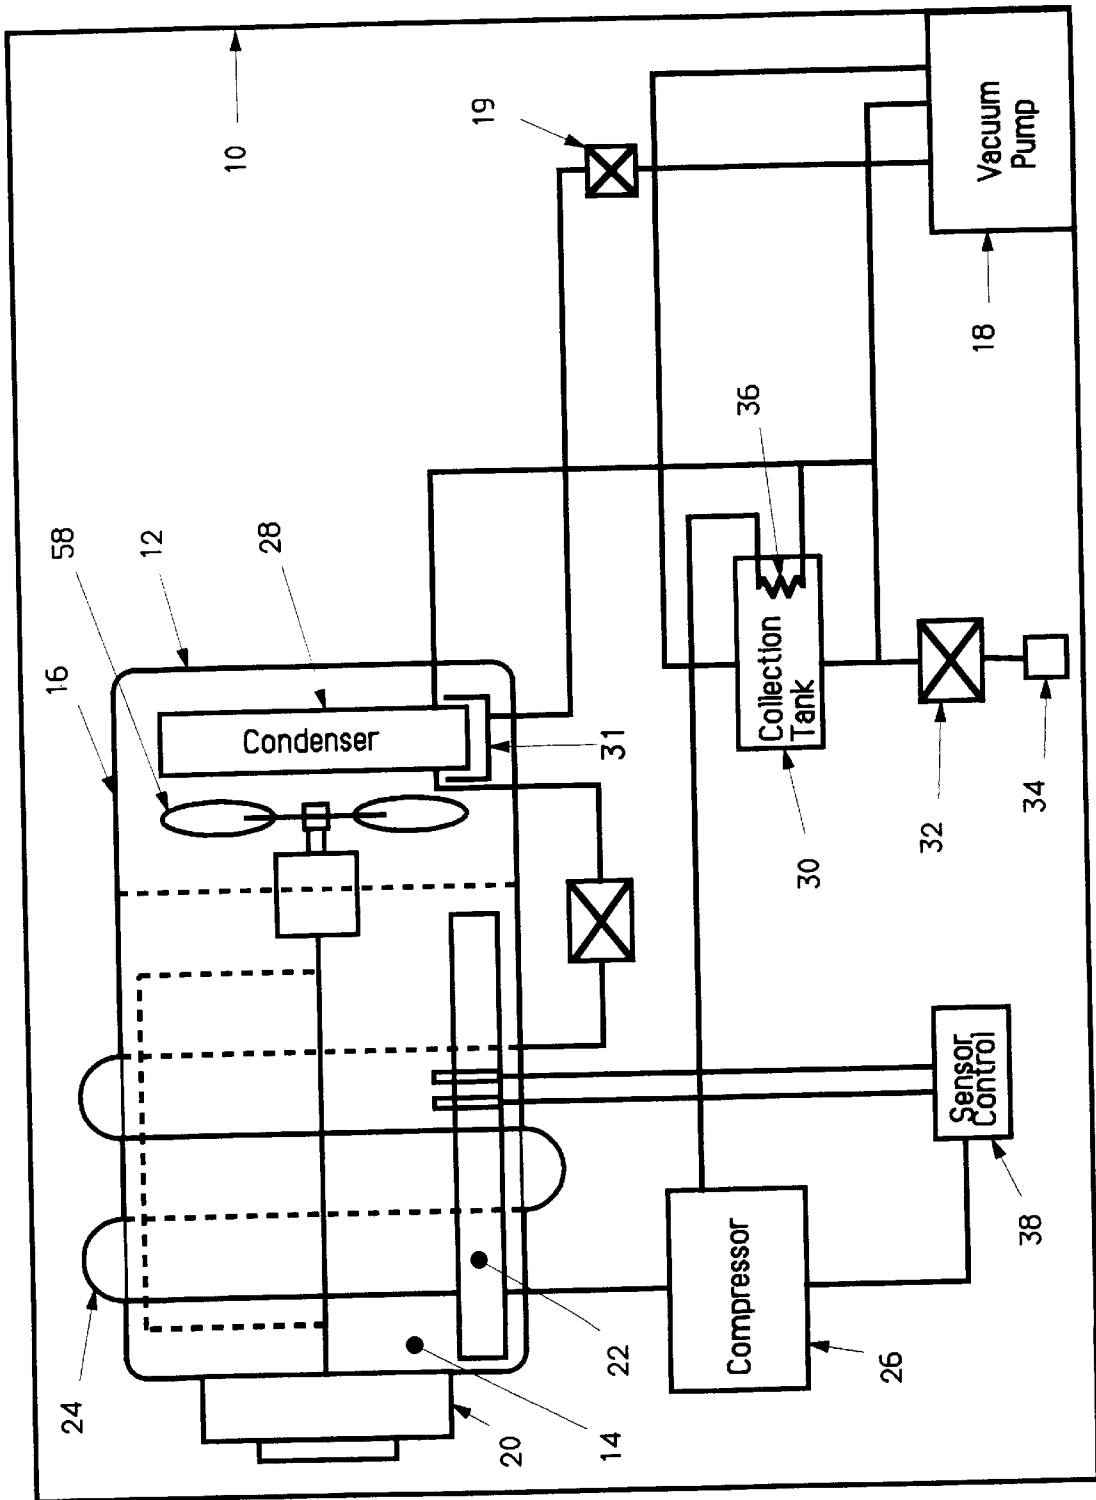 10
19
Vacuum
Pump
18
36
58
12
28
16
Condenser
31
Collection
Tank
30
32
34
Sensor
Control
38
24
22
Compressor
26
20
14